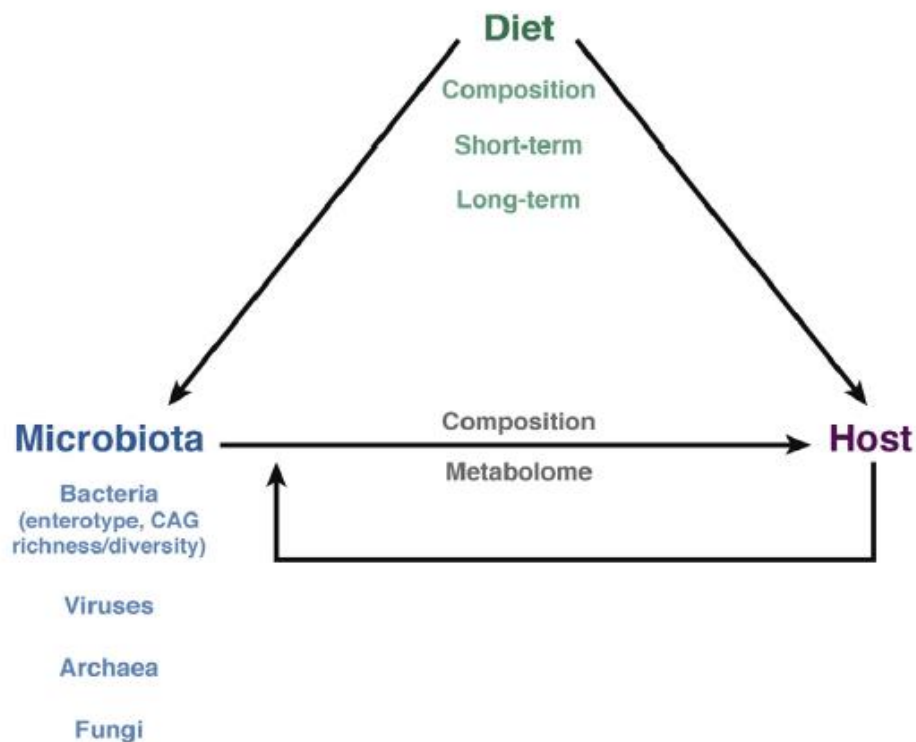 Diet
Composition
Short-term
Long-term
Composition
Microbiota
Host
Metabolome
Bacteria
(enterotype, CAG
richness/diversity)
Viruses
Archaea
Fungi